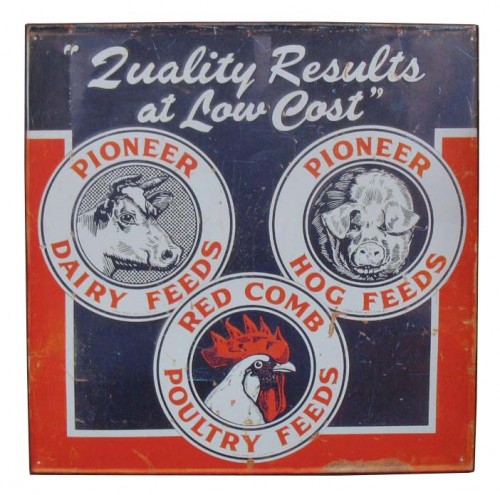 "Quality Results
at Low Cost"
PIONEER
DAIRY FEEDS
PIONEER
HOG FEEDS
RED COMB
POULTRY FEEDS